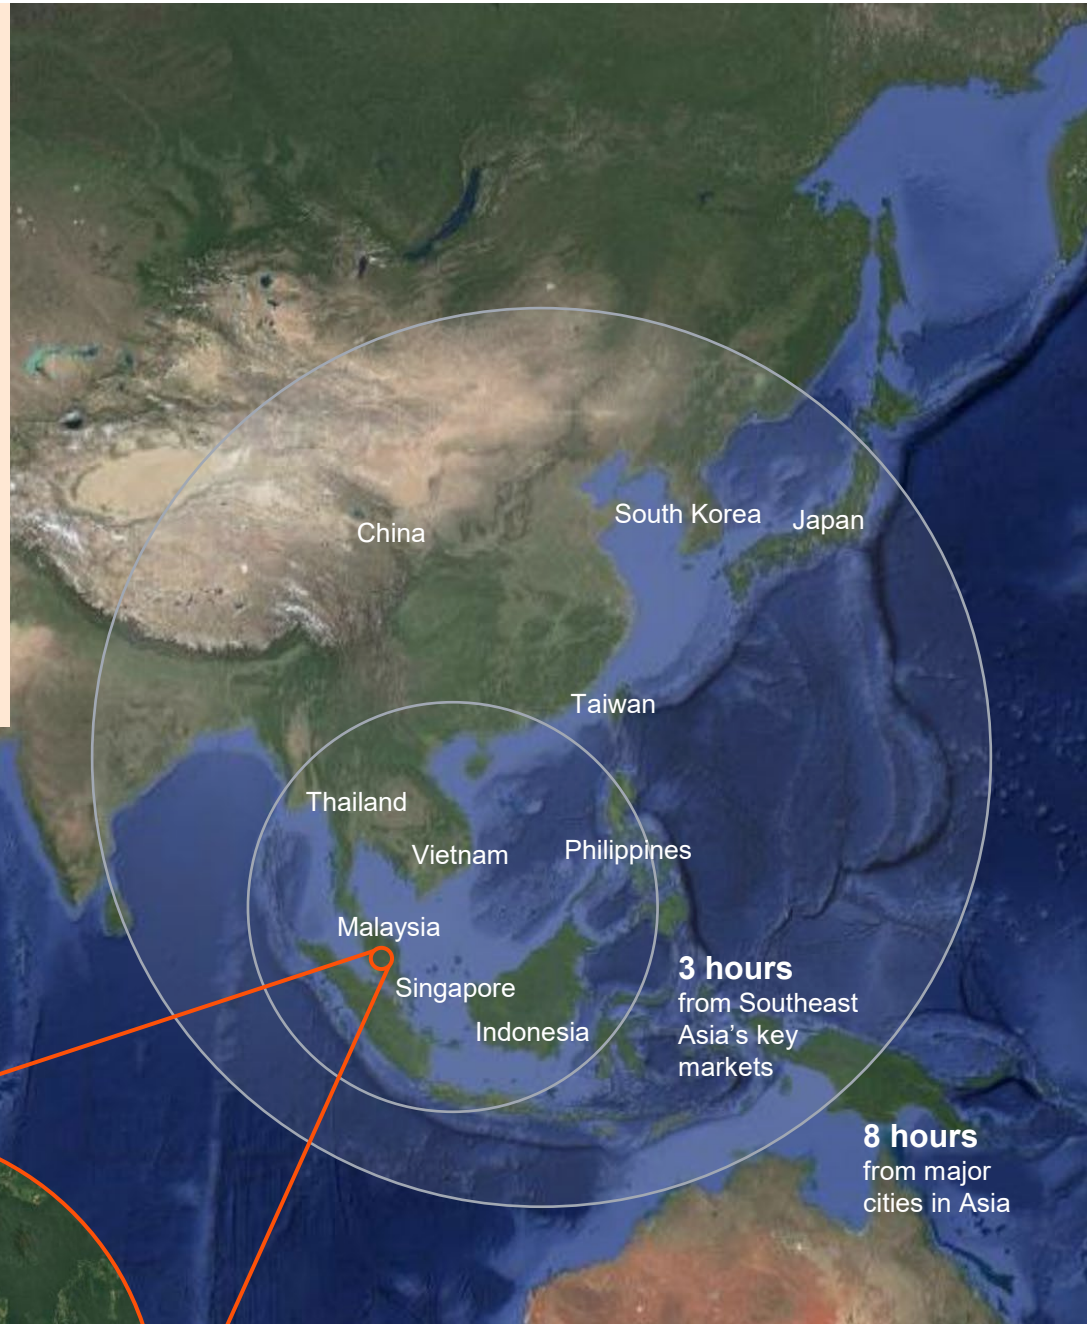 South Korea
Japan
China
Taiwan
Thailand
Vietnam
Philippines
Malaysia
Singapore
Indonesia
3 hours
from Southeast
Asia’s key
markets
8 hours
from major
cities in Asia